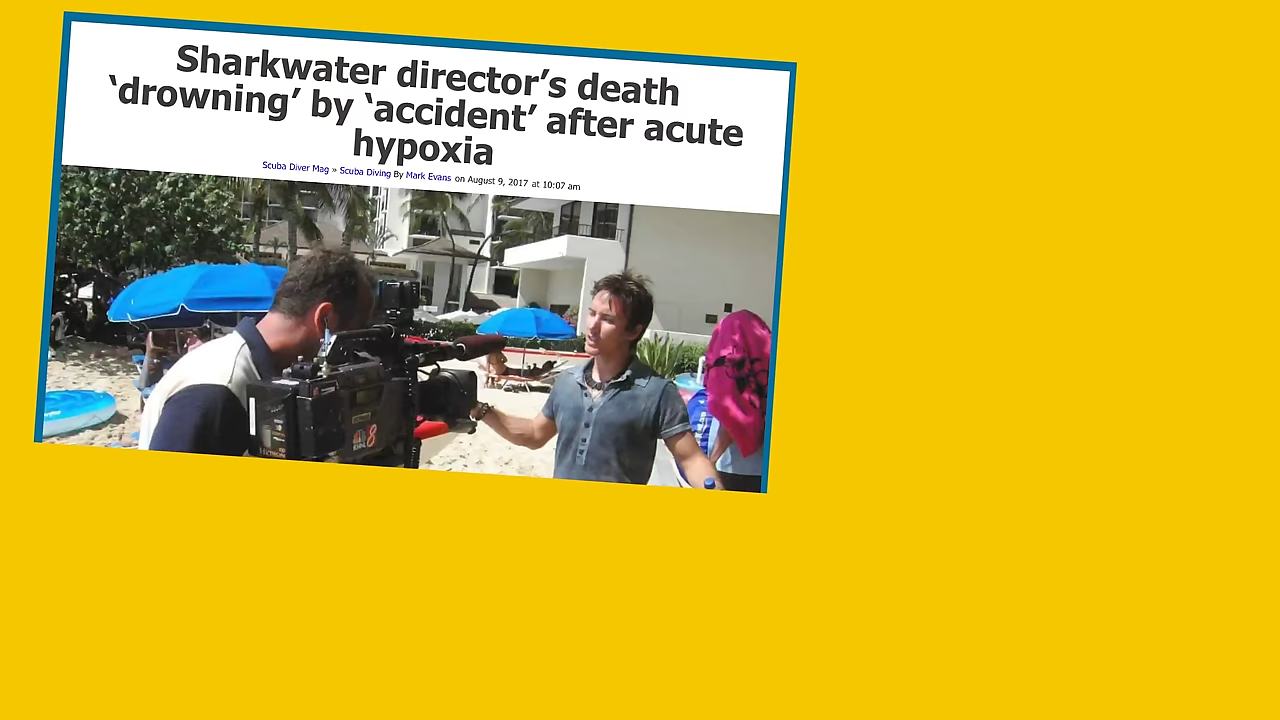 Sharkwater director’s death
‘drowning’ by ‘accident’ after acute
hypoxia
Scuba Diver Mag » Scuba Diving By Mark Evans on August 9, 2017 at 10:07 am
8